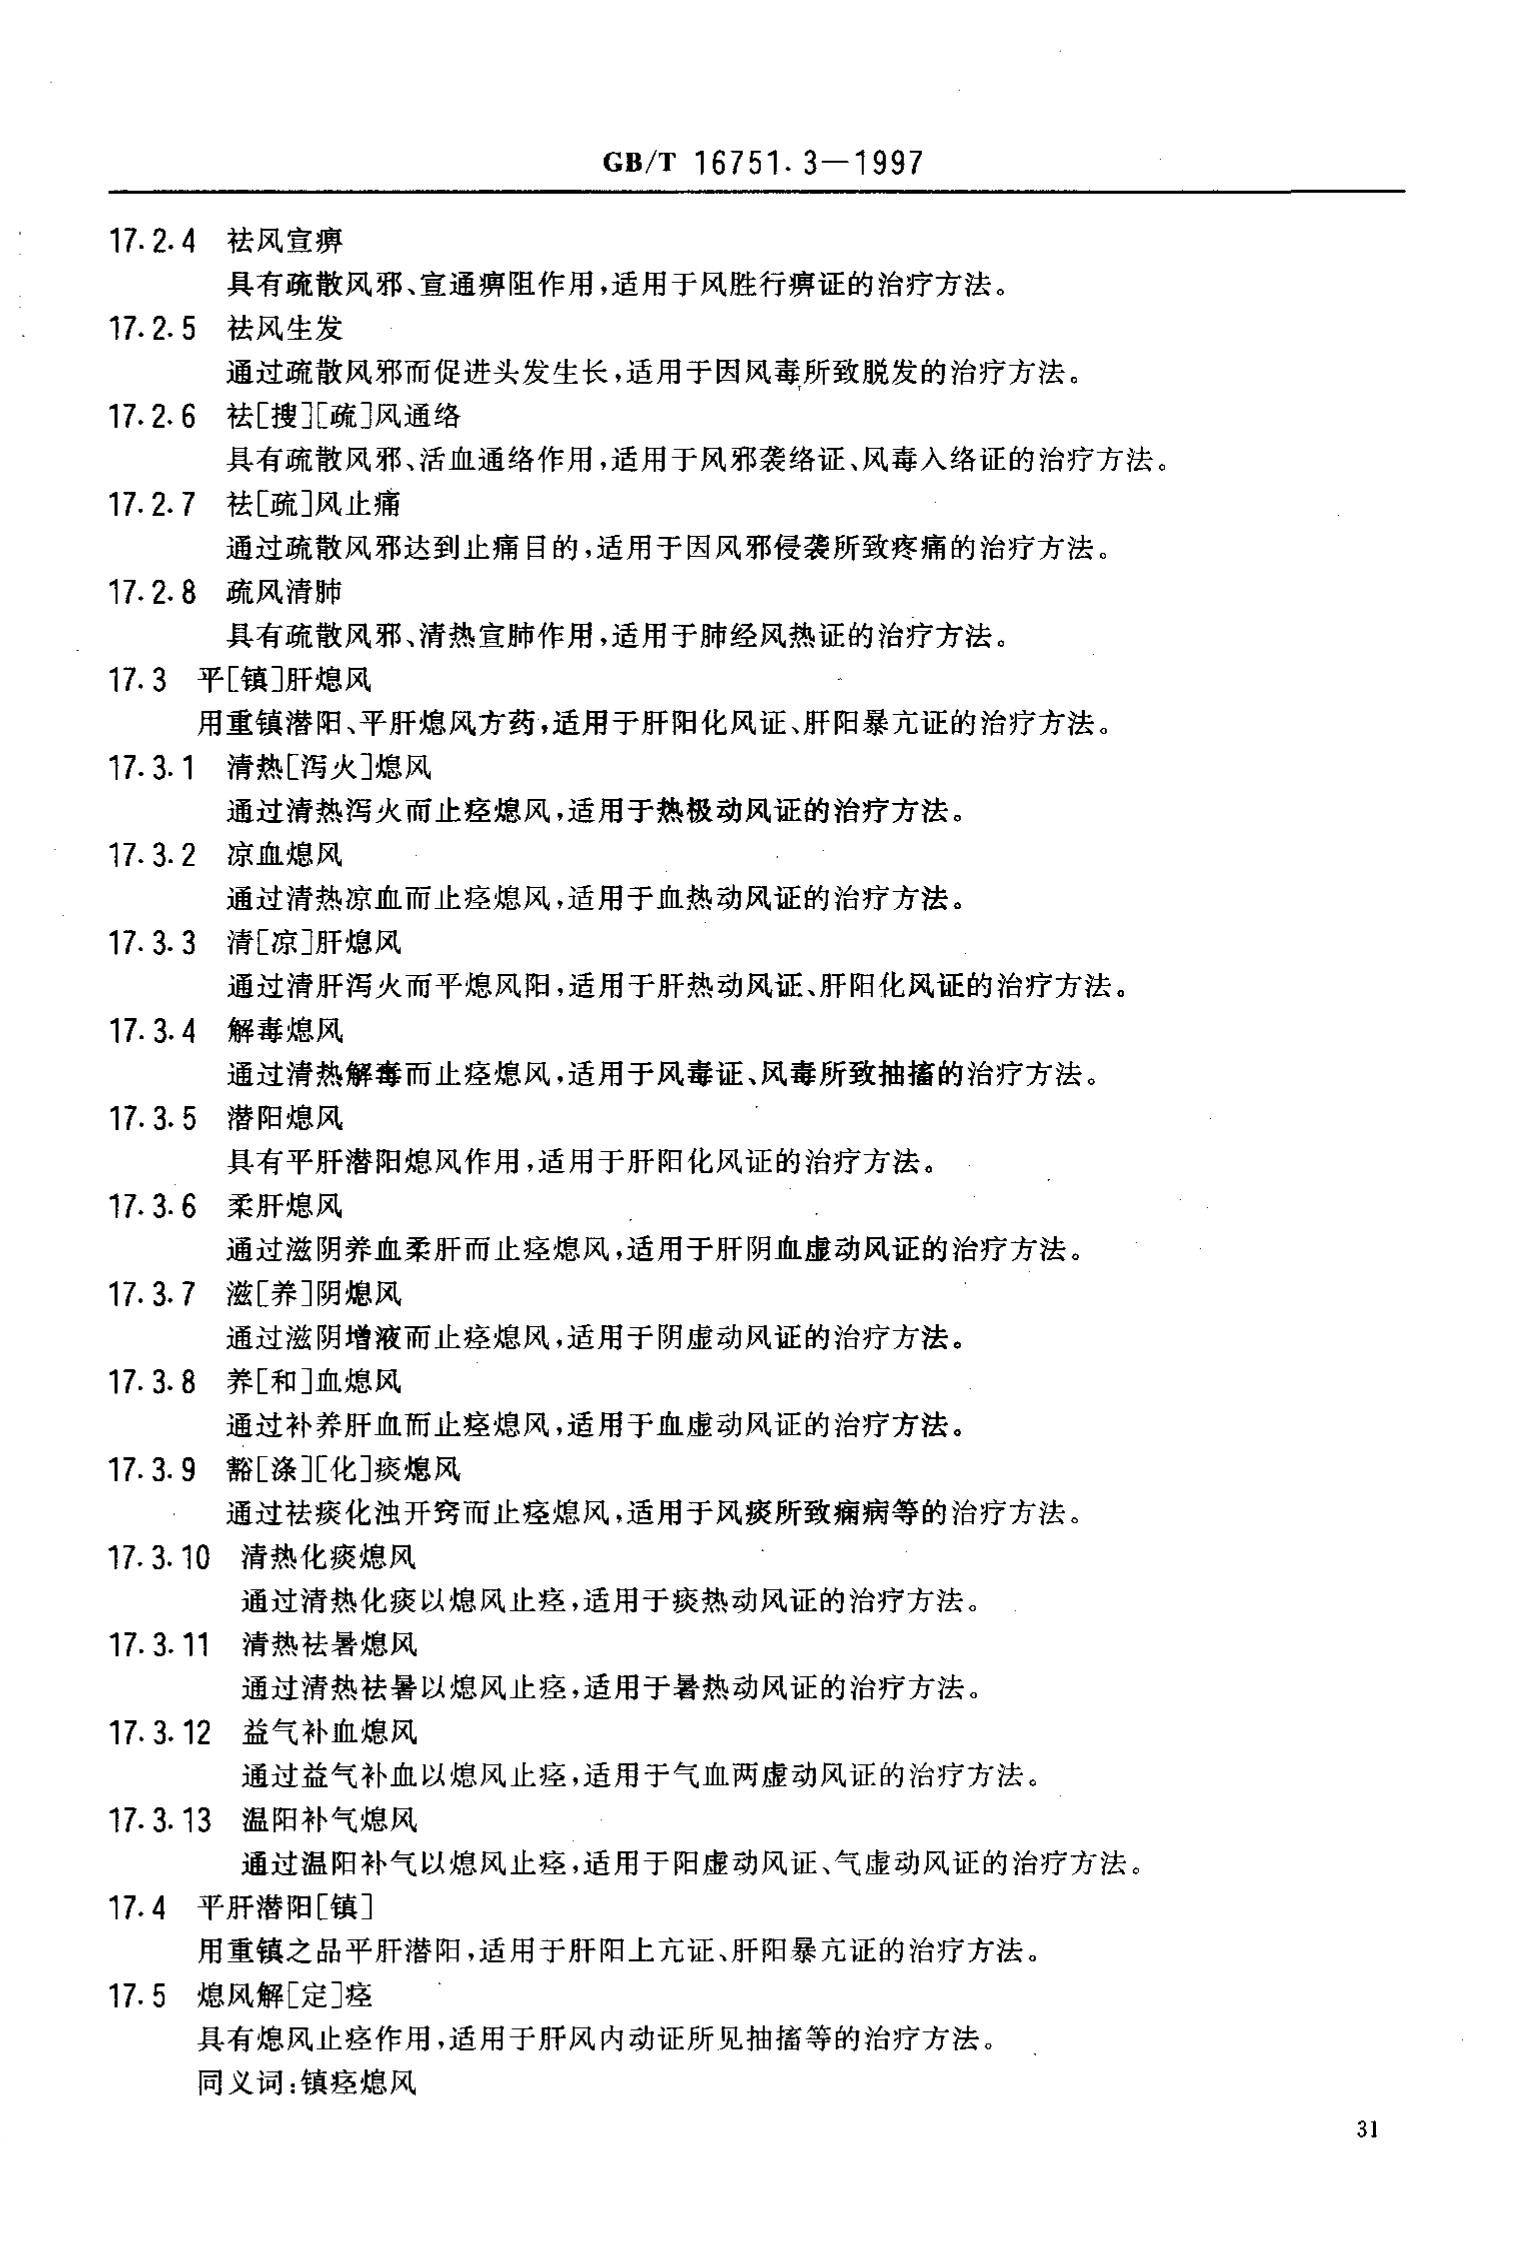 GB/T 16751.3—1997
17.2.4 祛风宣痹
具有疏散风邪、宣通痹阻作用,适用于风胜行痹证的治疗方法。
17.2.5 祛风生发
通过疏散风邪而促进头发生长,适用于因风毒所致脱发的治疗方法。
17.2.6 祛[搜][疏]风通络
具有疏散风邪、活血通络作用,适用于风邪袭络证、风毒入络证的治疗方法。
17.2.7 祛[疏]风止痛
通过疏散风邪达到止痛目的,适用于因风邪侵袭所致疼痛的治疗方法。
17.2.8 疏风清肺
具有疏散风邪、清热宣肺作用,适用于肺经风热证的治疗方法。
17.3 平[镇]肝熄风
用重镇潜阳、平肝熄风方药,适用于肝阳化风证、肝阳暴亢证的治疗方法。
17.3.1 清热[泻火]熄风
通过清热泻火而止痉熄风,适用于热极动风证的治疗方法。
17.3.2 凉血熄风
通过清热凉血而止痉熄风,适用于血热动风证的治疗方法。
17.3.3 清[凉]肝熄风
通过清肝泻火而平熄风阳,适用于肝热动风证、肝阳化风证的治疗方法。
17.3.4 解毒熄风
通过清热解毒而止痉熄风,适用于风毒证、风毒所致抽搐的治疗方法。
17.3.5 潜阳熄风
具有平肝潜阳熄风作用,适用于肝阳化风证的治疗方法。
17.3.6 柔肝熄风
通过滋阴养血柔肝而止痉熄风,适用于肝阴血虚动风证的治疗方法。
17.3.7 滋[养]阴熄风
通过滋阴增液而止痉熄风,适用于阴虚动风证的治疗方法。
17.3.8 养[和]血熄风
通过补养肝血而止痉熄风,适用于血虚动风证的治疗方法。
17.3.9 豁[涤][化]痰熄风
通过祛痰化浊开窍而止痉熄风,适用于风痰所致痫病等的治疗方法。
17.3.10 清热化痰熄风
通过清热化痰以熄风止痉,适用于痰热动风证的治疗方法。
17.3.11 清热祛暑熄风
通过清热祛暑以熄风止痉,适用于暑热动风证的治疗方法。
17.3.12 益气补血熄风
通过益气补血以熄风止痉,适用于气血两虚动风证的治疗方法。
17.3.13 温阳补气熄风
通过温阳补气以熄风止痉,适用于阳虚动风证、气虚动风证的治疗方法。
17.4 平肝潜阳[镇]
用重镇之品平肝潜阳,适用于肝阳上亢证、肝阳暴亢证的治疗方法。
17.5 熄风解[定]痉
具有熄风止痉作用,适用于肝风内动证所见抽搐等的治疗方法。
同义词:镇痉熄风
31